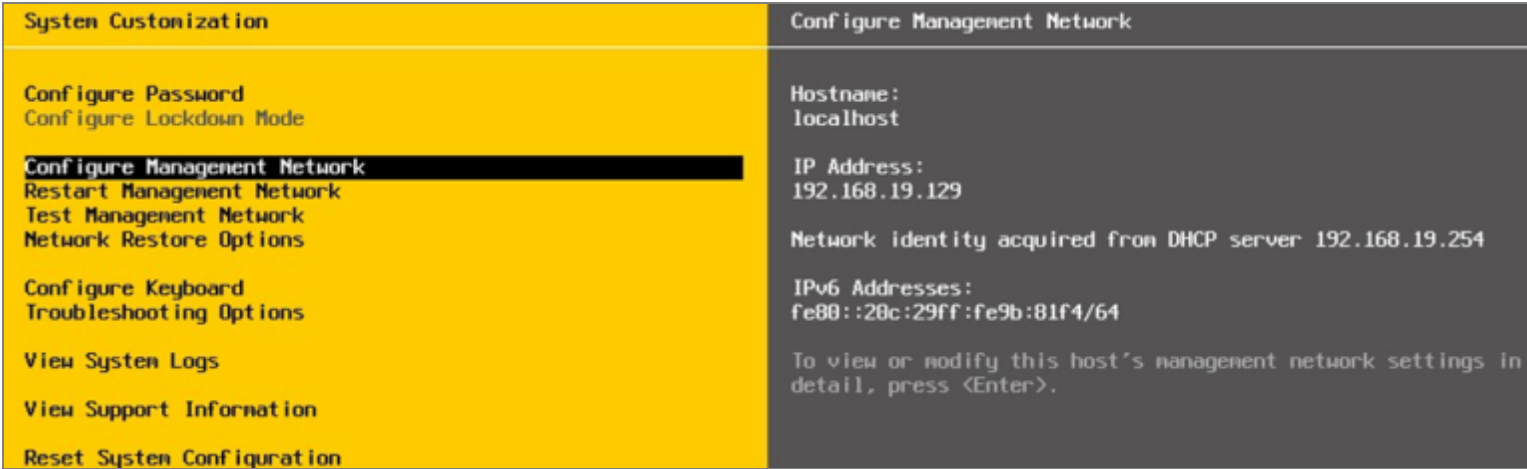 System Customization
Configure Password
Configure Lockdown Mode
Configure Management Network
Restart Management Network
Test Management Network
Network Restore Options
Configure Keyboard
Troubleshooting Options
View System Logs
View Support Information
Reset System Configuration
Configure Management Network
Hostname:
localhost
IP Address:
192.168.19.129
Network identity acquired from DHCP server 192.168.19.254
IPv6 Addresses:
fe80::20c:29ff:fe9b:81f4/64
To view or modify this host's management network settings in
detail, press <Enter>.